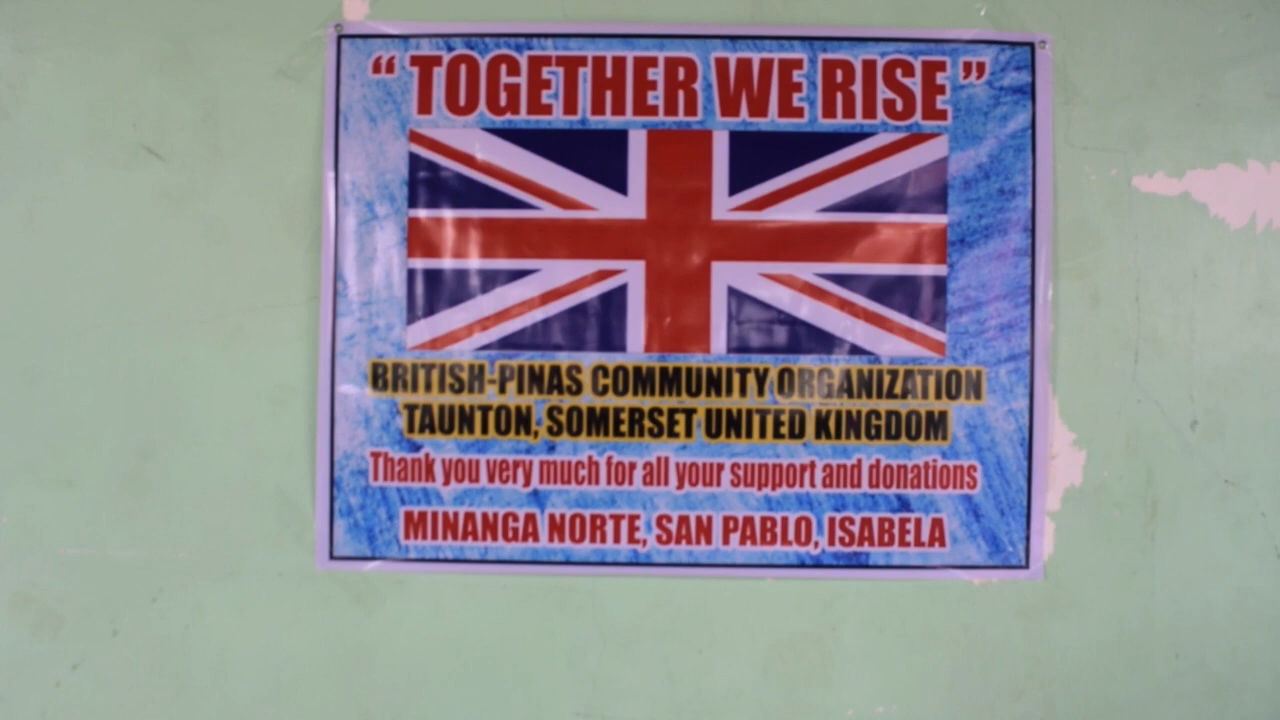 “ TOGETHER WE RISE ”
BRITISH-PINAS COMMUNITY ORGANIZATION
TAUNTON, SOMERSET UNITED KINGDOM
Thank you very much for all your support and donations
MINANGA NORTE, SAN PABLO, ISABELA